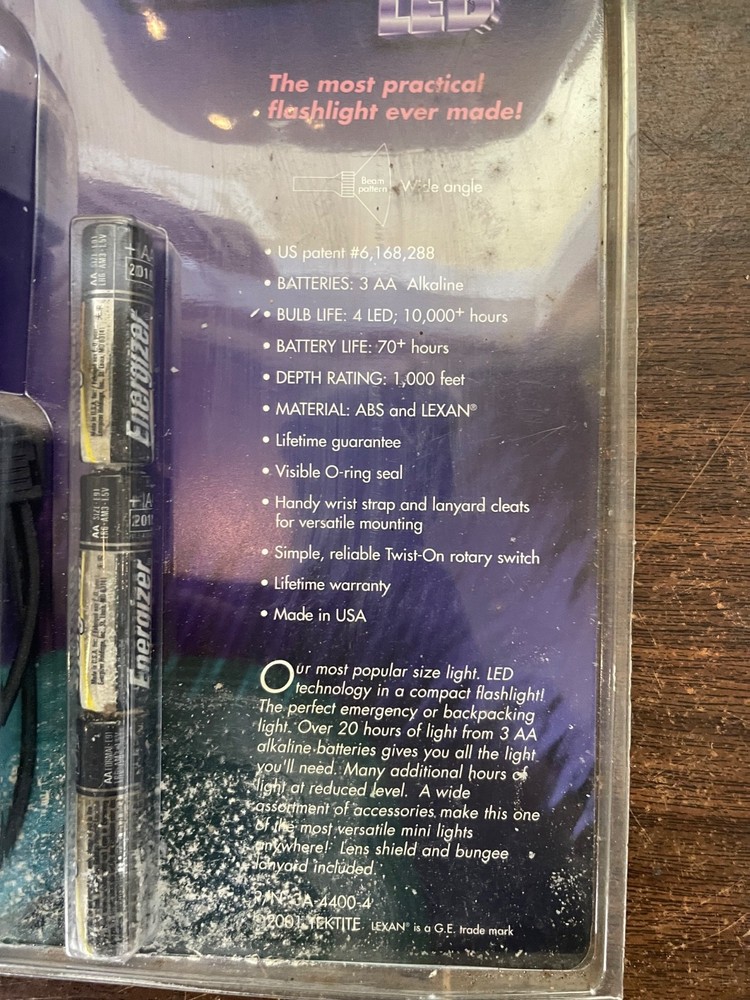 LED
The most practical
flashlight ever made!
Beam
pattern
Wide angle
• US patent #6,168,288
• BATTERIES: 3 AA Alkaline
• BULB LIFE: 4 LED; 10,000+ hours
• BATTERY LIFE: 70+ hours
• DEPTH RATING: 1,000 feet
• MATERIAL: ABS and LEXAN®
• Lifetime guarantee
• Visible O-ring seal
• Handy wrist strap and lanyard cleats
for versatile mounting
• Simple, reliable Twist-On rotary switch
• Lifetime warranty
• Made in USA
Our most popular size light. LED
technology in a compact flashlight!
The perfect emergency or backpacking
light. Over 20 hours of light from 3 AA
alkaline batteries gives you all the light
you'll need. Many additional hours of
light at reduced level. A wide
assortment of accessories make this one
of the most versatile mini lights
anywhere! Lens shield and bungee
lanyard included.
P/N: A-4400-4
©2001 TEKTITE LEXAN® is a G.E. trade mark
Energizer
AA
Energizer
AA
AA